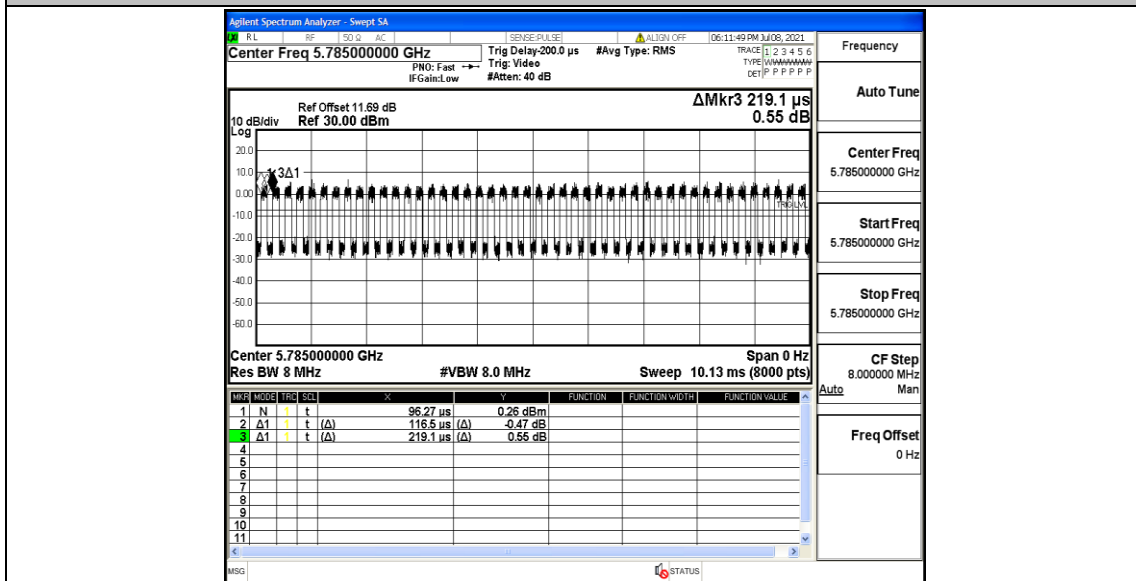 Agilent Spectrum Analyzer - Swept SA
RL RF 50 Ω AC SENSE:PULSE ALIGN OFF 06:11:49 PM Jul 08, 2021
Center Freq 5.785000000 GHz
PNO: Fast
IFGain:Low
Trig Delay-200.0 µs
Trig: Video
#Atten: 40 dB
#Avg Type: RMS
TRACE 1 2 3 4 5 6
TYPE
DET P P P P P P
Ref Offset 11.69 dB
10 dB/div Ref 30.00 dBm
Log
ΔMkr3 219.1 µs
0.55 dB
20.0
10.0
0.00
-10.0
-20.0
-30.0
-40.0
-50.0
-60.0
3Δ1
TRIG LVL
Center 5.785000000 GHz Span 0 Hz
Res BW 8 MHz #VBW 8.0 MHz Sweep 10.13 ms (8000 pts)
MKR MODE TRC SCL X Y FUNCTION FUNCTION WIDTH FUNCTION VALUE
1 N 1 t 96.27 µs 0.26 dBm
2 Δ1 1 t (Δ) 116.5 µs (Δ) -0.47 dB
3 Δ1 1 t (Δ) 219.1 µs (Δ) 0.55 dB
4
5
6
7
8
9
10
11
MSG STATUS
Frequency
Auto Tune
Center Freq
5.785000000 GHz
Start Freq
5.785000000 GHz
Stop Freq
5.785000000 GHz
CF Step
8.000000 MHz
Auto Man
Freq Offset
0 Hz